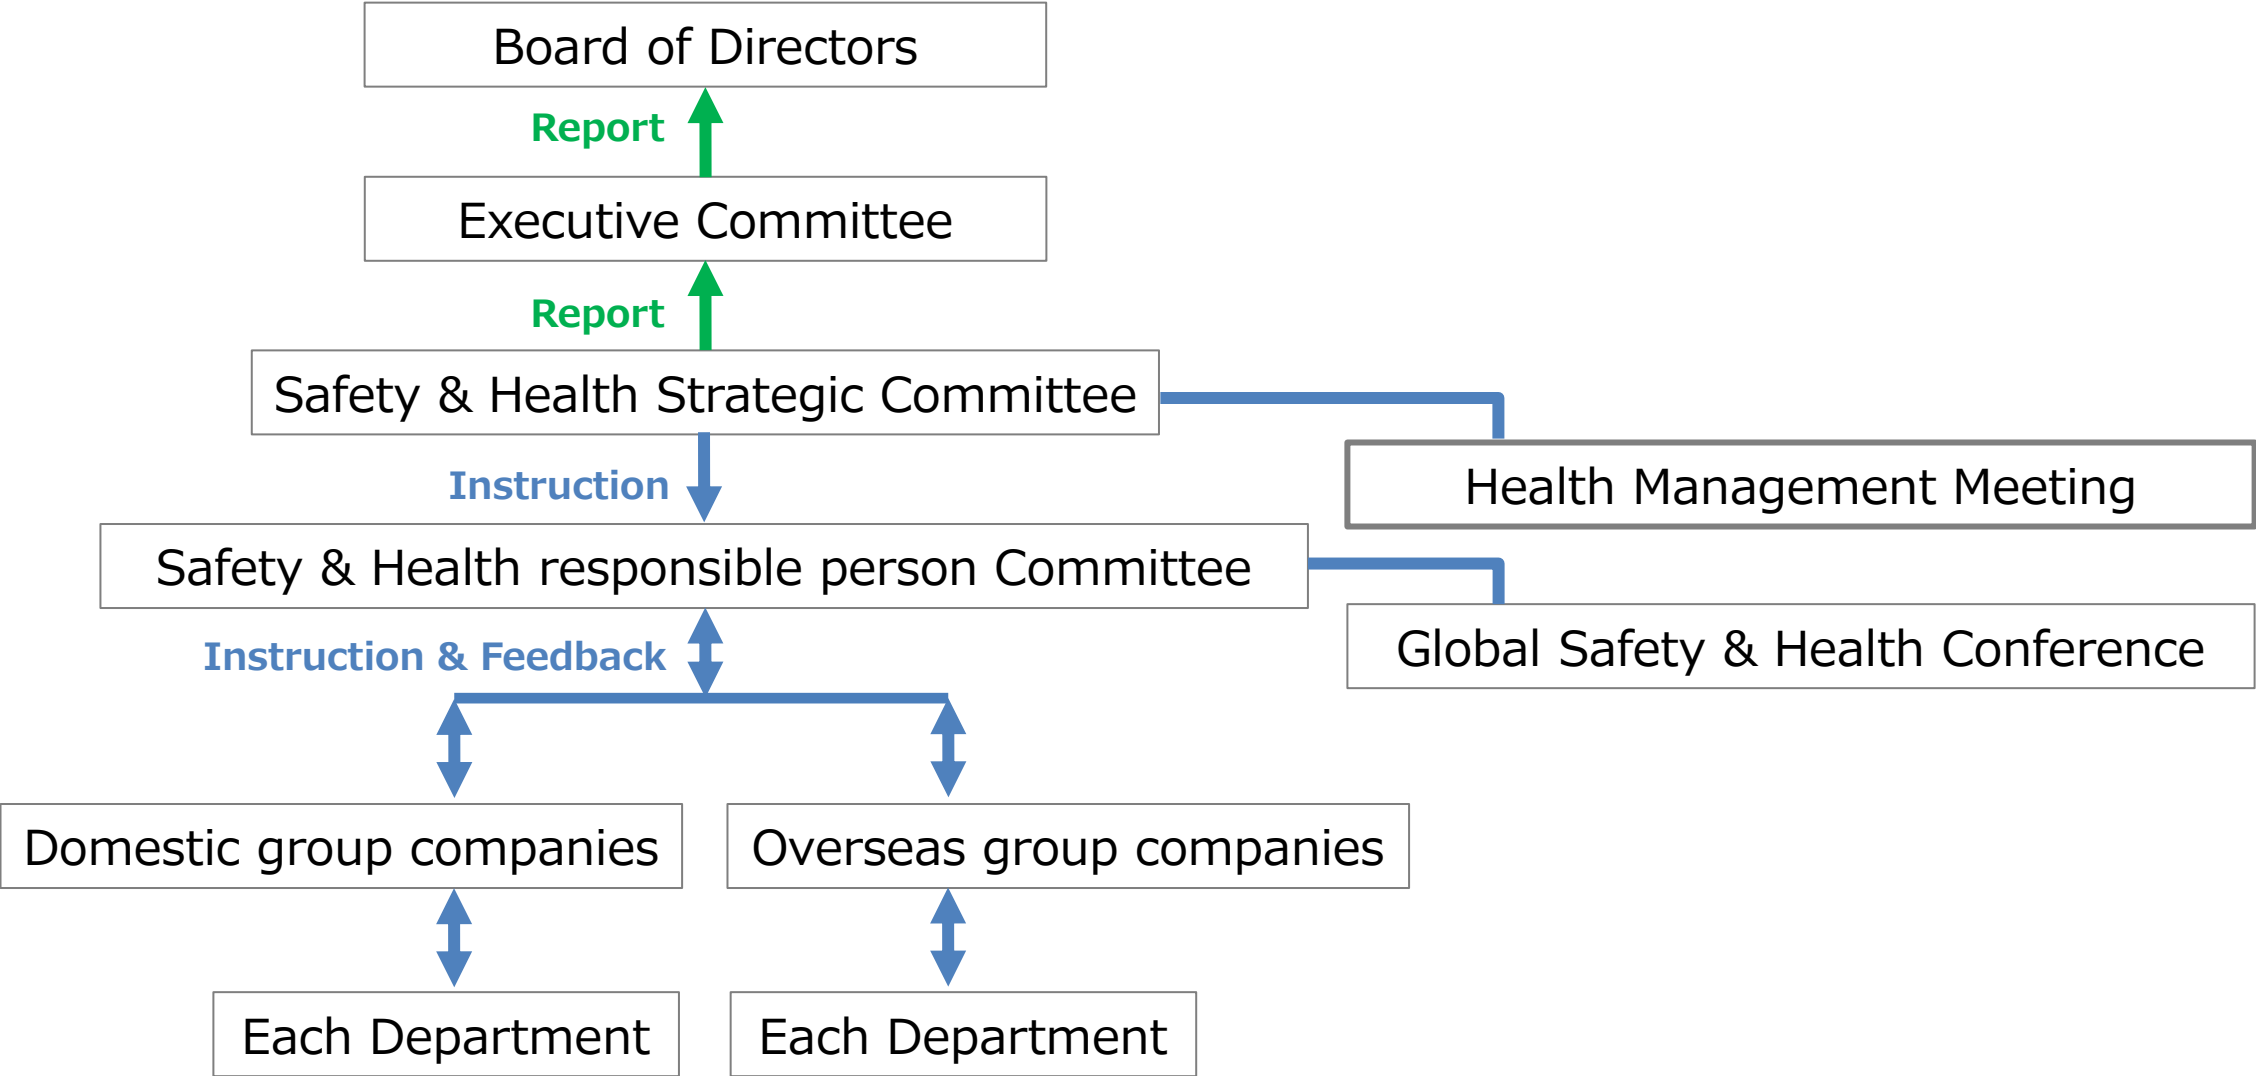 Board of Directors
Report
Executive Committee
Report
Safety & Health Strategic Committee
Instruction
Health Management Meeting
Safety & Health responsible person Committee
Instruction & Feedback
Global Safety & Health Conference
Domestic group companies
Overseas group companies
Each Department
Each Department